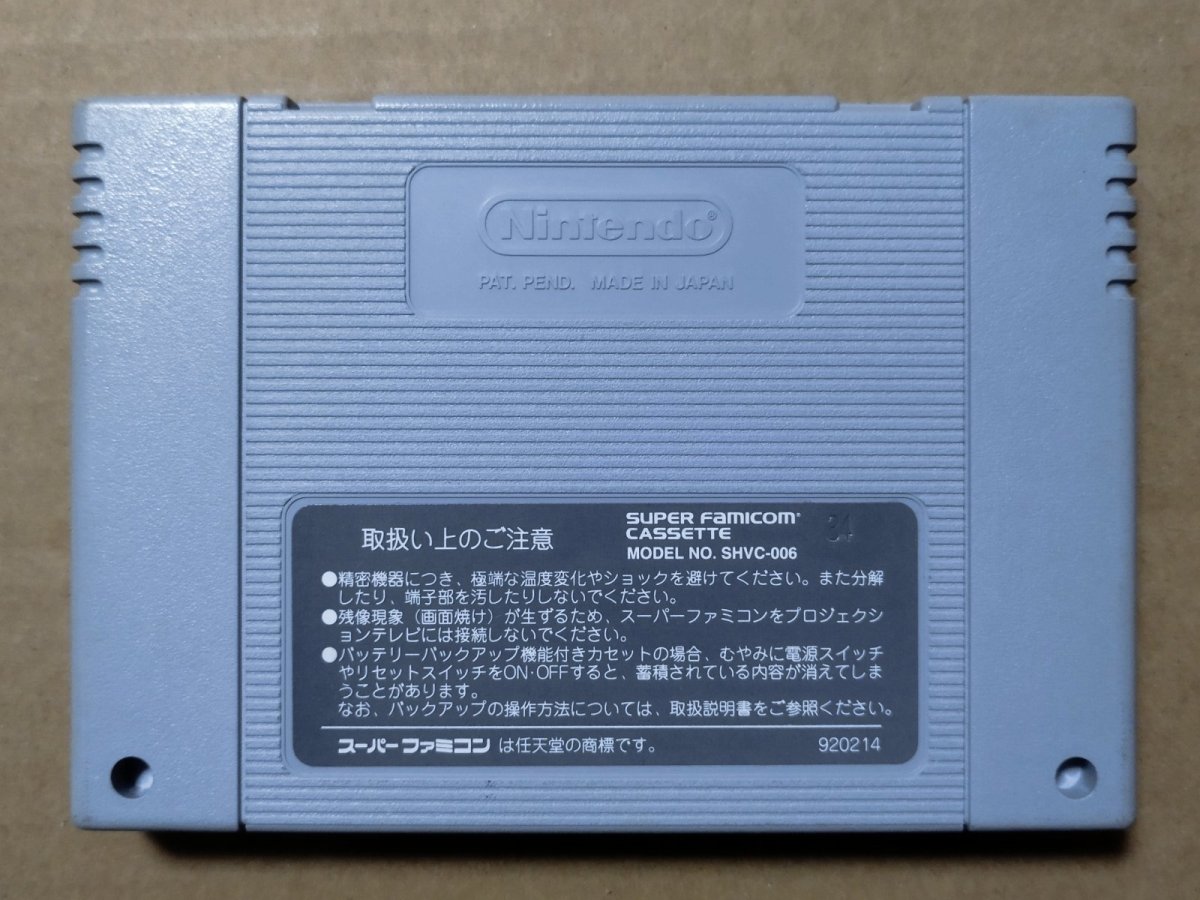 Nintendo®
PAT. PEND. MADE IN JAPAN
取扱い上のご注意
SUPER FAMICOM®
CASSETTE
MODEL NO. SHVC-006
34
●精密機器につき、極端な温度変化やショックを避けてください。また分解
したり、端子部を汚したりしないでください。
●残像現象（画面焼け）が生ずるため、スーパーファミコンをプロジェクシ
ョンテレビには接続しないでください。
●バッテリーバックアップ機能付きカセットの場合、むやみに電源スイッチ
やリセットスイッチをON･OFFすると、蓄積されている内容が消えてしま
うことがあります。
なお、バックアップの操作方法については、取扱説明書をご参照ください。
スーパーファミコン は任天堂の商標です。
920214